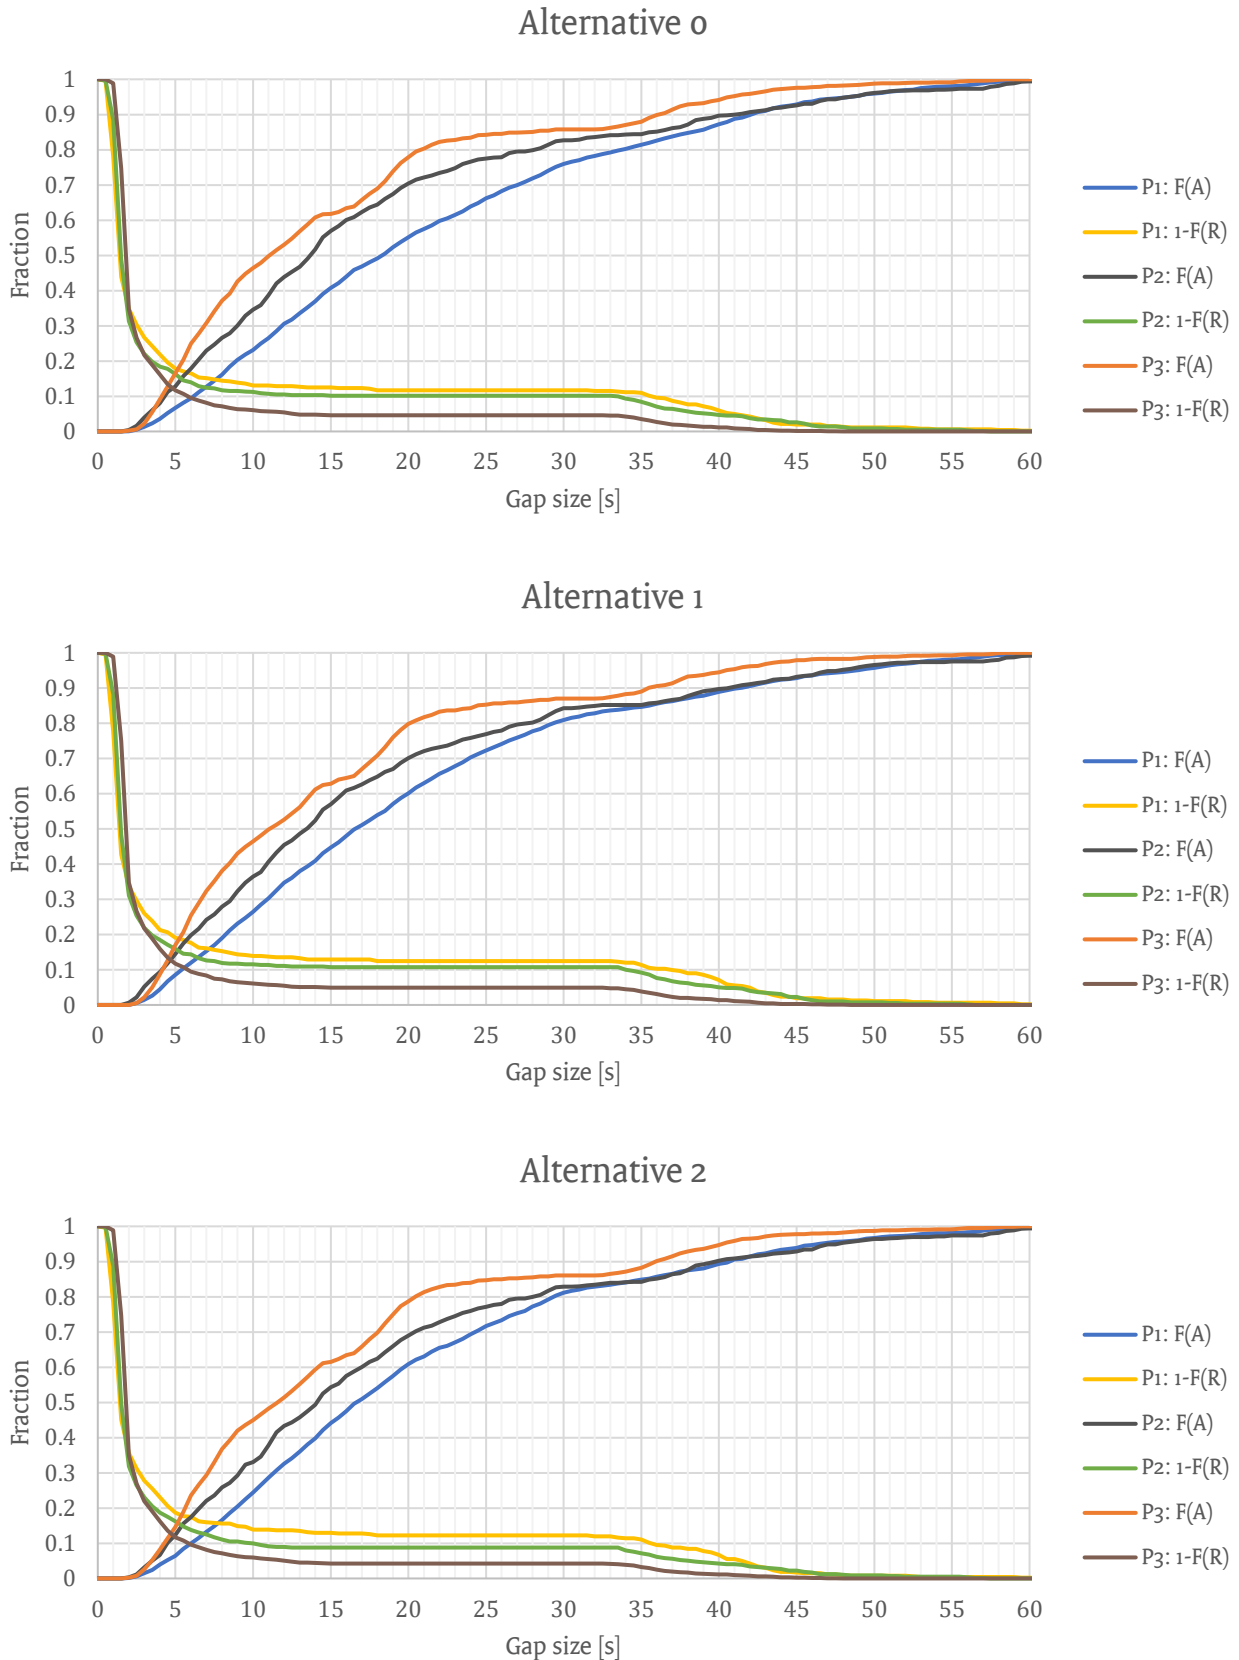 Alternative 0
1
0.9
0.8
0.7
0.6
0.5
0.4
0.3
0.2
0.1
0
Fraction
0 5 10 15 20 25 30 35 40 45 50 55 60
Gap size [s]
P1: F(A)
P1: 1-F(R)
P2: F(A)
P2: 1-F(R)
P3: F(A)
P3: 1-F(R)
Alternative 1
1
0.9
0.8
0.7
0.6
0.5
0.4
0.3
0.2
0.1
0
Fraction
0 5 10 15 20 25 30 35 40 45 50 55 60
Gap size [s]
P1: F(A)
P1: 1-F(R)
P2: F(A)
P2: 1-F(R)
P3: F(A)
P3: 1-F(R)
Alternative 2
1
0.9
0.8
0.7
0.6
0.5
0.4
0.3
0.2
0.1
0
Fraction
0 5 10 15 20 25 30 35 40 45 50 55 60
Gap size [s]
P1: F(A)
P1: 1-F(R)
P2: F(A)
P2: 1-F(R)
P3: F(A)
P3: 1-F(R)